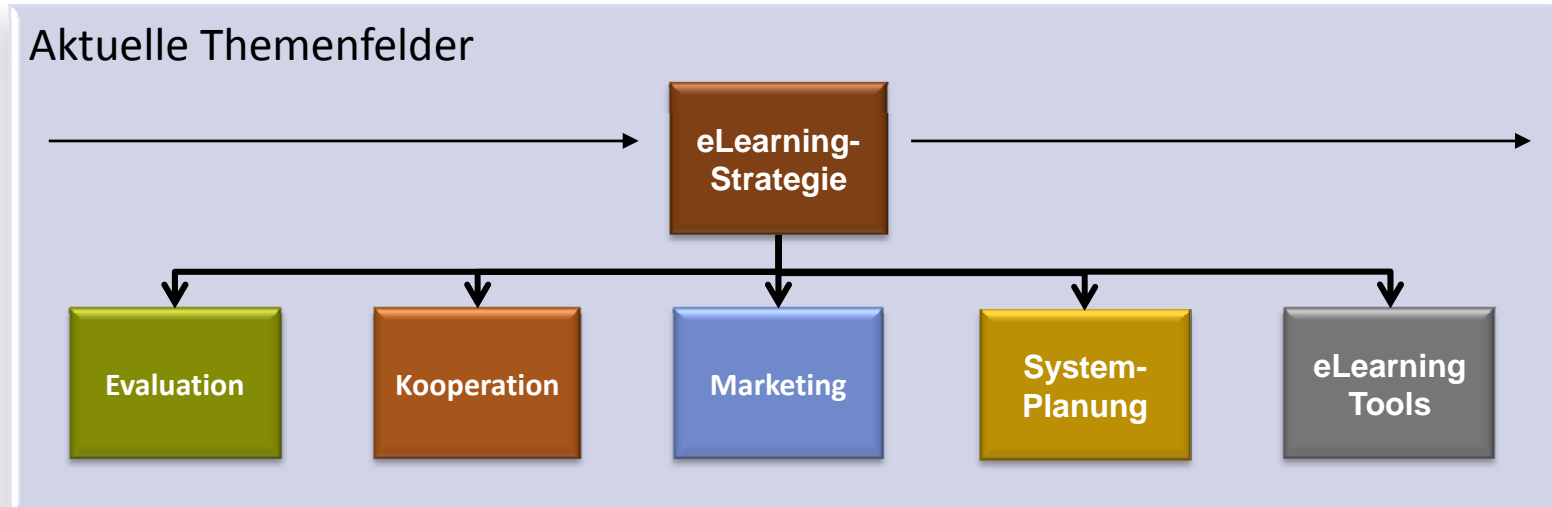 Aktuelle Themenfelder
eLearning-
Strategie
Evaluation
Kooperation
Marketing
System-
Planung
eLearning
Tools